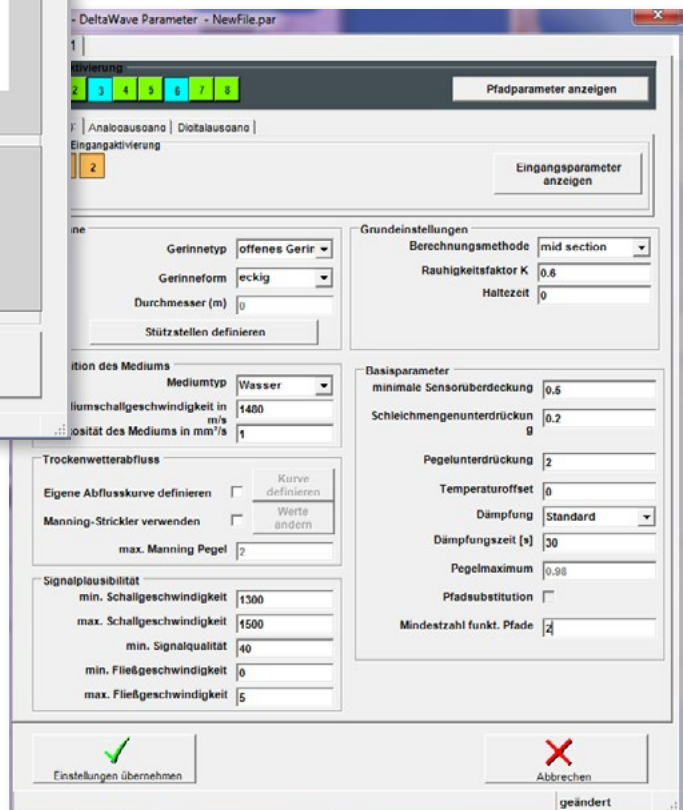 - DeltaWave Parameter - NewFile.par
1
ktivierung
2 3 4 5 6 7 8
Pfadparameter anzeigen
Analogausgang Digitalausgang
Eingangaktivierung
2
Eingangsparameter
anzeigen
ne
Gerinnetyp offenes Gerir
Gerinneform eckig
Durchmesser (m) 0
Stützstellen definieren
Grundeinstellungen
Berechnungsmethode mid section
Rauhigkeitsfaktor K 0.6
Haltezeit 0
ition des Mediums
Mediumtyp Wasser
liumschallgeschwindigkeit in
m/s
1480
osität des Mediums in mm²/s 1
Trockenwetterabfluss
Eigene Abflusskurve definieren
Kurve
definieren
Manning-Strickler verwenden
Werte
ändern
max. Manning Pegel 2
Signalplausibilität
min. Schallgeschwindigkeit 1300
max. Schallgeschwindigkeit 1500
min. Signalqualität 40
min. Fließgeschwindigkeit 0
max. Fließgeschwindigkeit 5
Basisparameter
minimale Sensorüberdeckung 0.5
Schleichmengenunterdrückun
g
0.2
Pegelunterdrückung 2
Temperaturoffset 0
Dämpfung Standard
Dämpfungszeit [s] 30
Pegelmaximum 0.98
Pfadsubstitution
Mindestzahl funkt. Pfade 2
Einstellungen übernehmen
Abbrechen
geändert